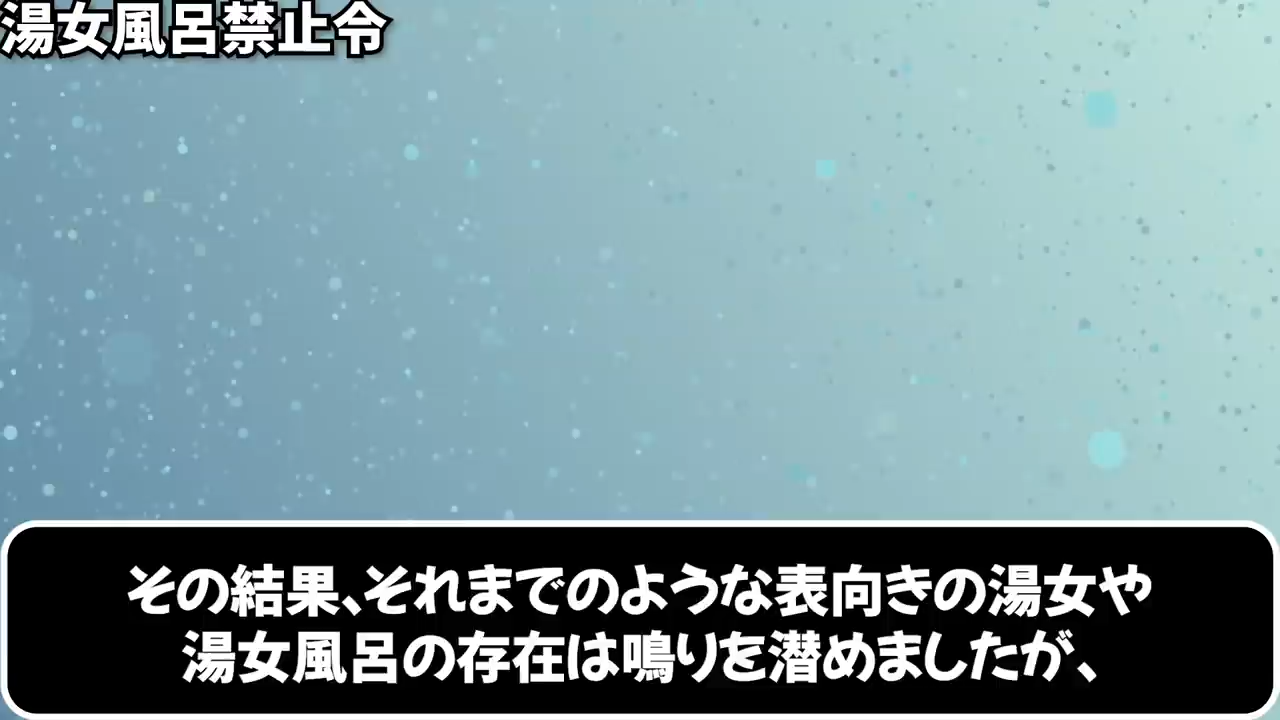 湯女風呂禁止令
その結果、それまでのような表向きの湯女や
湯女風呂の存在は鳴りを潜めましたが、